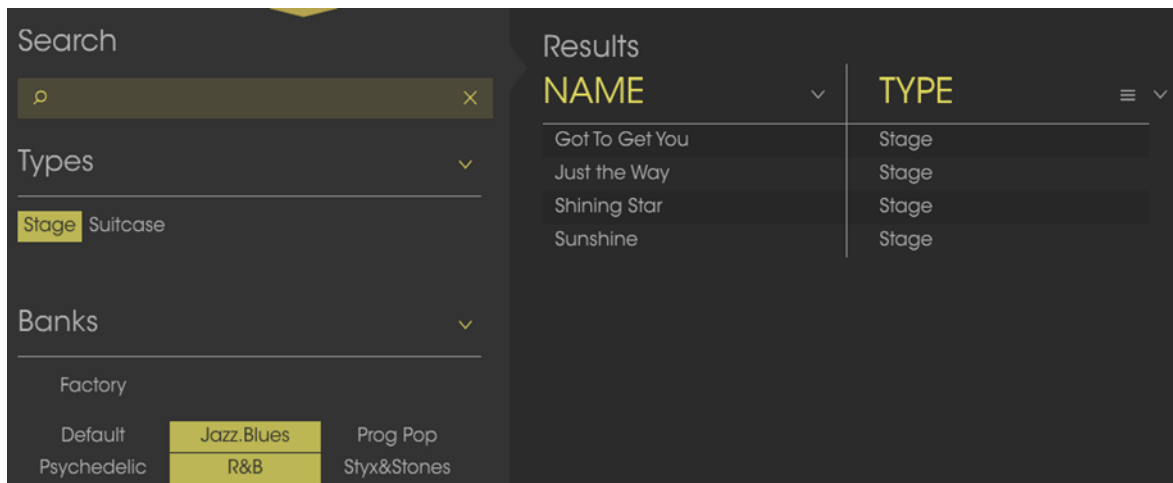 Search
Types
Stage Suitcase
Banks
Factory
Default Jazz.Blues Prog Pop
Psychedelic R&B Styx&Stones
Results
NAME TYPE
Got To Get You Stage
Just the Way Stage
Shining Star Stage
Sunshine Stage